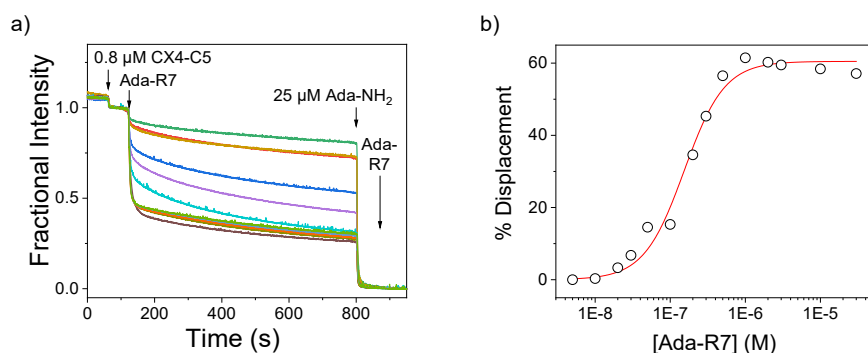 a)
0.8 µM CX4-C5
Ada-R7
25 µM Ada-NH2
Ada-
R7
1.0
0.5
0.0
Fractional Intensity
0 200 400 600 800
Time (s)
b)
60
40
20
0
% Displacement
1E-8 1E-7 1E-6 1E-5
[Ada-R7] (M)